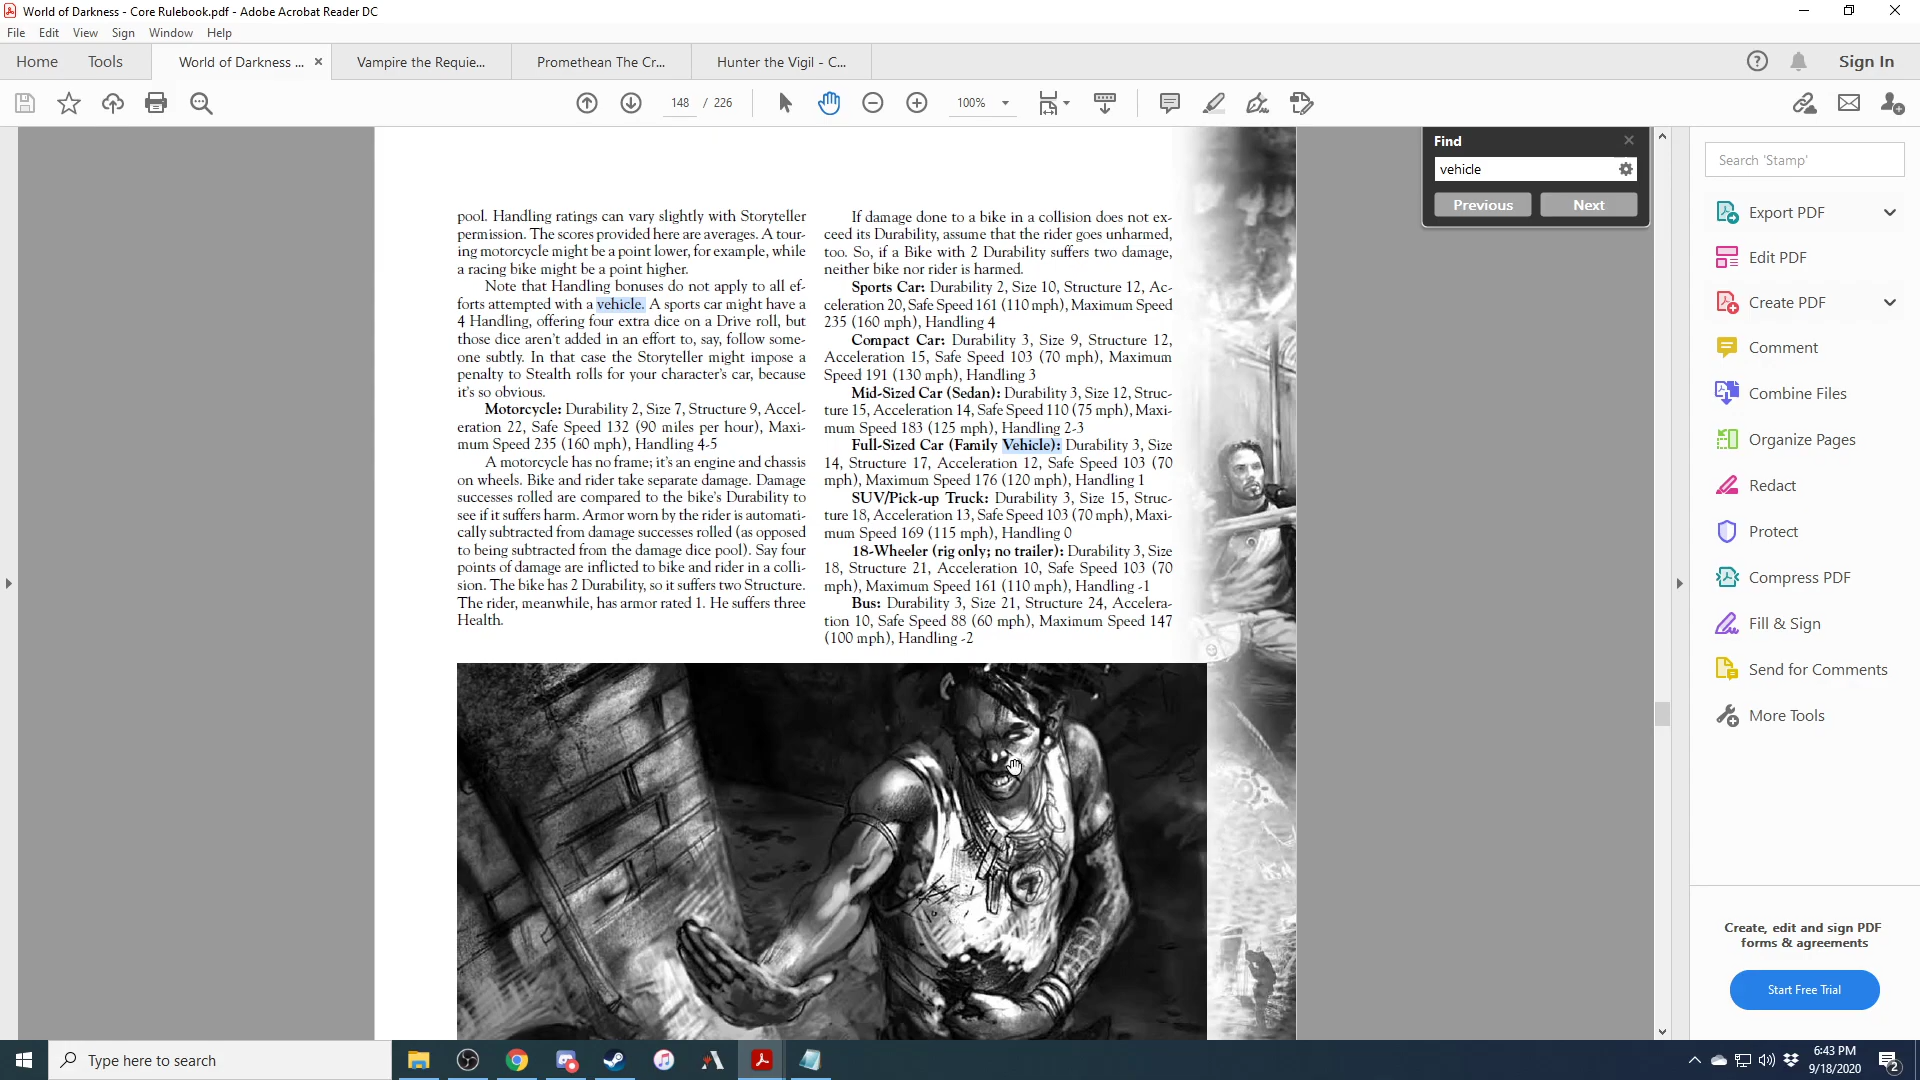 World of Darkness - Core Rulebook.pdf - Adobe Acrobat Reader DC
File Edit View Sign Window Help
Home Tools World of Darkness ... × Vampire the Requie... Promethean The Cr... Hunter the Vigil - C... Sign In
148 / 226 100%
Find
vehicle
Previous Next
pool. Handling ratings can vary slightly with Storyteller
permission. The scores provided here are averages. A tour-
ing motorcycle might be a point lower, for example, while
a racing bike might be a point higher.
Note that Handling bonuses do not apply to all ef-
forts attempted with a vehicle. A sports car might have a
4 Handling, offering four extra dice on a Drive roll, but
those dice aren't added in an effort to, say, follow some-
one subtly. In that case the Storyteller might impose a
penalty to Stealth rolls for your character's car, because
it's so obvious.
Motorcycle: Durability 2, Size 7, Structure 9, Accel-
eration 22, Safe Speed 132 (90 miles per hour), Maxi-
mum Speed 235 (160 mph), Handling 4-5
A motorcycle has no frame; it's an engine and chassis
on wheels. Bike and rider take separate damage. Damage
successes rolled are compared to the bike's Durability to
see if it suffers harm. Armor worn by the rider is automati-
cally subtracted from damage successes rolled (as opposed
to being subtracted from the damage dice pool). Say four
points of damage are inflicted to bike and rider in a colli-
sion. The bike has 2 Durability, so it suffers two Structure.
The rider, meanwhile, has armor rated 1. He suffers three
Health.
If damage done to a bike in a collision does not ex-
ceed its Durability, assume that the rider goes unharmed,
too. So, if a Bike with 2 Durability suffers two damage,
neither bike nor rider is harmed.
Sports Car: Durability 2, Size 10, Structure 12, Ac-
celeration 20, Safe Speed 161 (110 mph), Maximum Speed
235 (160 mph), Handling 4
Compact Car: Durability 3, Size 9, Structure 12,
Acceleration 15, Safe Speed 103 (70 mph), Maximum
Speed 191 (130 mph), Handling 3
Mid-Sized Car (Sedan): Durability 3, Size 12, Struc-
ture 15, Acceleration 14, Safe Speed 110 (75 mph), Maxi-
mum Speed 183 (125 mph), Handling 2-3
Full-Sized Car (Family Vehicle): Durability 3, Size
14, Structure 17, Acceleration 12, Safe Speed 103 (70
mph), Maximum Speed 176 (120 mph), Handling 1
SUV/Pick-up Truck: Durability 3, Size 15, Struc-
ture 18, Acceleration 13, Safe Speed 103 (70 mph), Maxi-
mum Speed 169 (115 mph), Handling 0
18-Wheeler (rig only; no trailer): Durability 3, Size
18, Structure 21, Acceleration 10, Safe Speed 103 (70
mph), Maximum Speed 161 (110 mph), Handling -1
Bus: Durability 3, Size 21, Structure 24, Accelera-
tion 10, Safe Speed 88 (60 mph), Maximum Speed 147
(100 mph), Handling -2
Search 'Stamp'
Export PDF
Edit PDF
Create PDF
Comment
Combine Files
Organize Pages
Redact
Protect
Compress PDF
Fill & Sign
Send for Comments
More Tools
Create, edit and sign PDF
forms & agreements
Start Free Trial
Type here to search
6:43 PM
9/18/2020
2